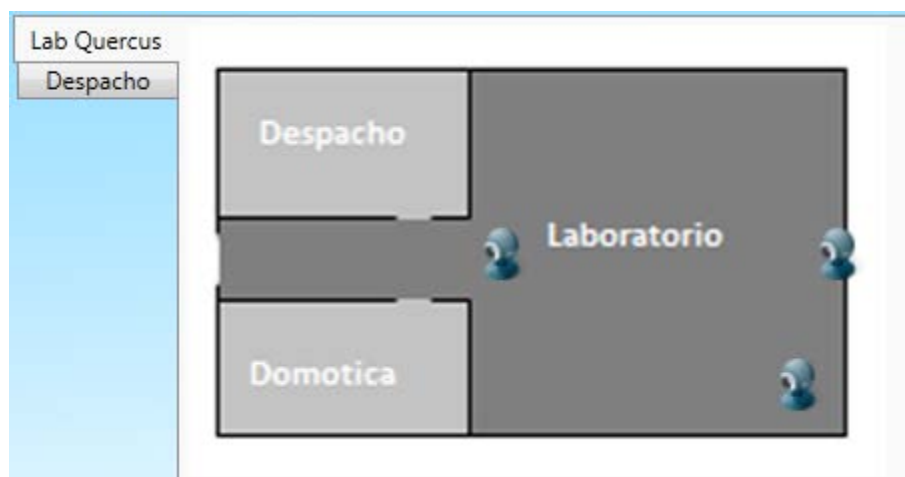 Lab Quercus
Despacho
Despacho
Laboratorio
Domotica